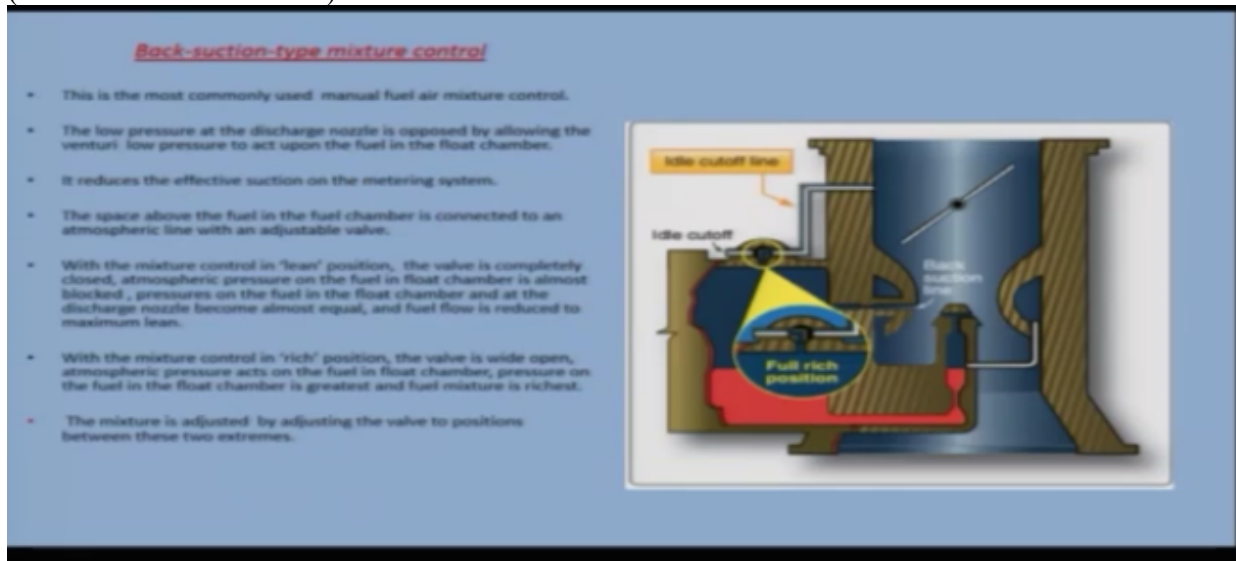 Back-suction-type mixture control
• This is the most commonly used manual fuel air mixture control.
• The low pressure at the discharge nozzle is opposed by allowing the
venturi low pressure to act upon the fuel in the float chamber.
• It reduces the effective suction on the metering system.
• The space above the fuel in the fuel chamber is connected to an
atmospheric line with an adjustable valve.
• With the mixture control in 'lean' position, the valve is completely
closed, atmospheric pressure on the fuel in float chamber is almost
blocked , pressures on the fuel in the float chamber and at the
discharge nozzle become almost equal, and fuel flow is reduced to
maximum lean.
• With the mixture control in 'rich' position, the valve is wide open,
atmospheric pressure acts on the fuel in float chamber, pressure on
the fuel in the float chamber is greatest and fuel mixture is richest.
• The mixture is adjusted by adjusting the valve to positions
between these two extremes.
Idle cutoff line
Idle cutoff
Back
suction
line
Full rich
position